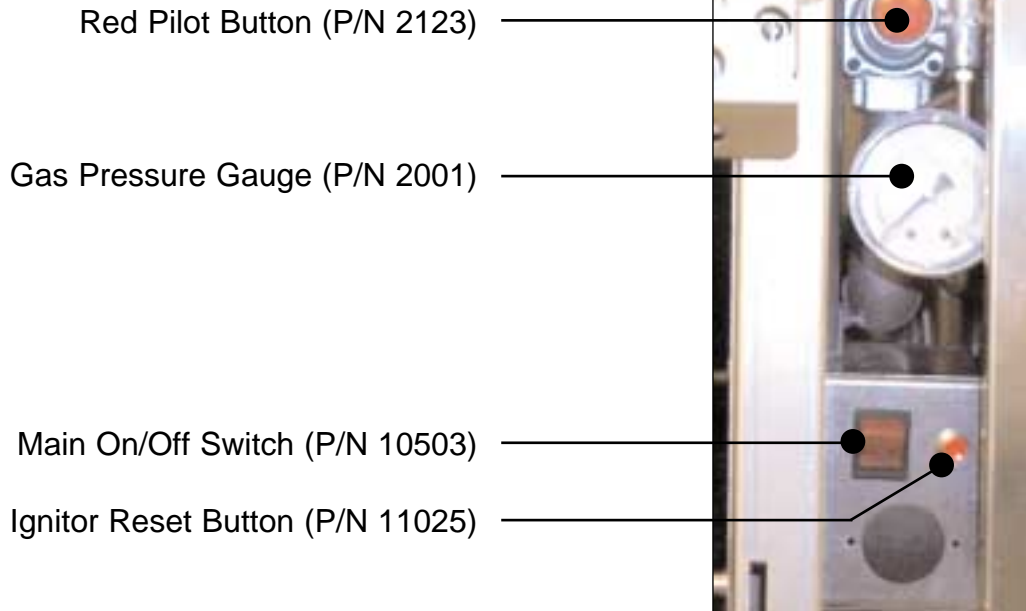 Red Pilot Button (P/N 2123)
Gas Pressure Gauge (P/N 2001)
Main On/Off Switch (P/N 10503)
Ignitor Reset Button (P/N 11025)